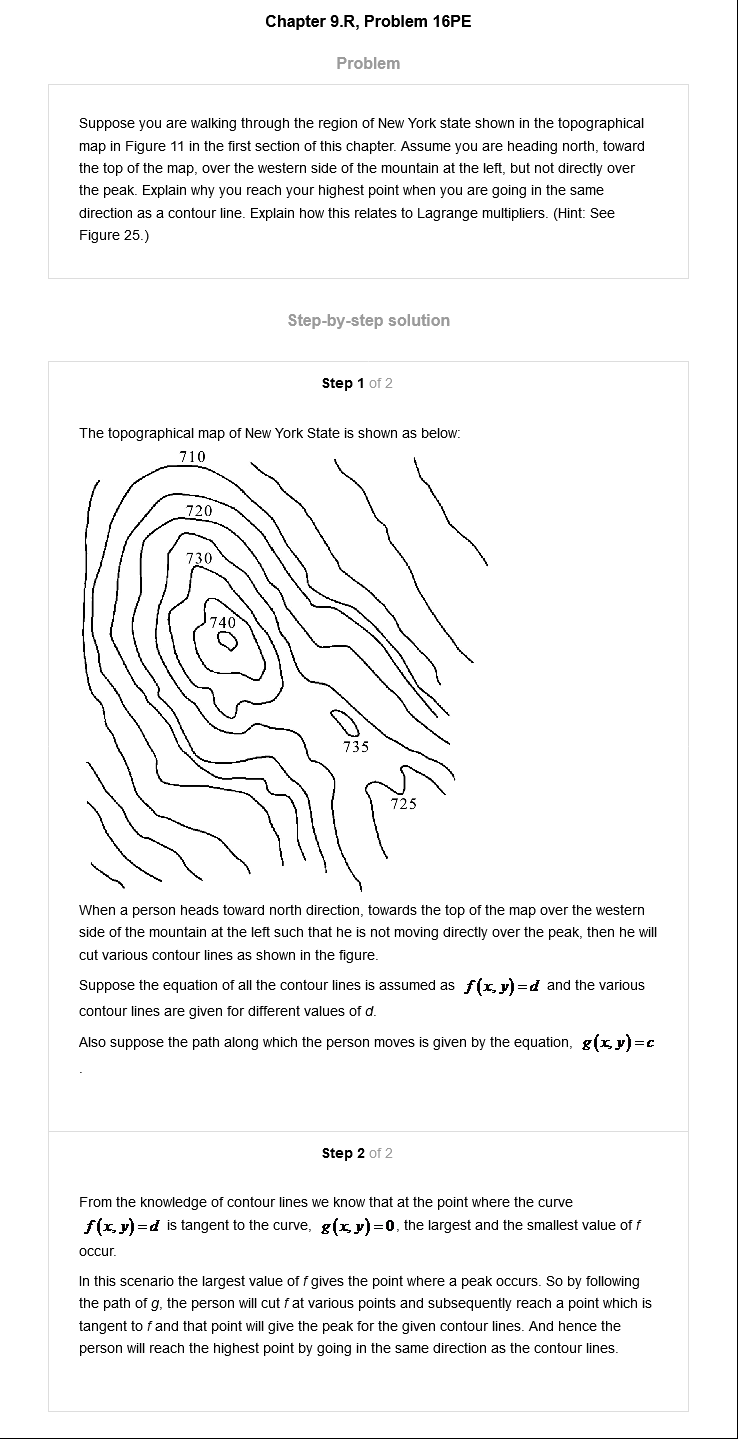 Chapter 9.R, Problem 16PE
Problem
Suppose you are walking through the region of New York state shown in the topographical
map in Figure 11 in the first section of this chapter. Assume you are heading north, toward
the top of the map, over the western side of the mountain at the left, but not directly over
the peak. Explain why you reach your highest point when you are going in the same
direction as a contour line. Explain how this relates to Lagrange multipliers. (Hint: See
Figure 25.)
Step-by-step solution
Step 1 of 2
The topographical map of New York State is shown as below:
710
720
730
740
735
725
When a person heads toward north direction, towards the top of the map over the western
side of the mountain at the left such that he is not moving directly over the peak, then he will
cut various contour lines as shown in the figure.
Suppose the equation of all the contour lines is assumed as f(x, y)=d and the various
contour lines are given for different values of d.
Also suppose the path along which the person moves is given by the equation, g(x, y)=c
.
Step 2 of 2
From the knowledge of contour lines we know that at the point where the curve
f(x, y)=d is tangent to the curve, g(x, y)=0, the largest and the smallest value of f
occur.
In this scenario the largest value of f gives the point where a peak occurs. So by following
the path of g, the person will cut f at various points and subsequently reach a point which is
tangent to f and that point will give the peak for the given contour lines. And hence the
person will reach the highest point by going in the same direction as the contour lines.